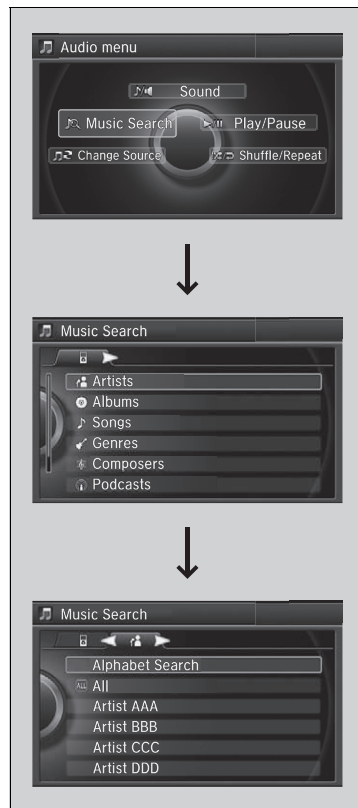 Audio menu
Sound
Music Search
Play/Pause
Change Source
Shuffle/Repeat
Music Search
Artists
Albums
Songs
Genres
Composers
Podcasts
Music Search
Alphabet Search
ALL All
Artist AAA
Artist BBB
Artist CCC
Artist DDD